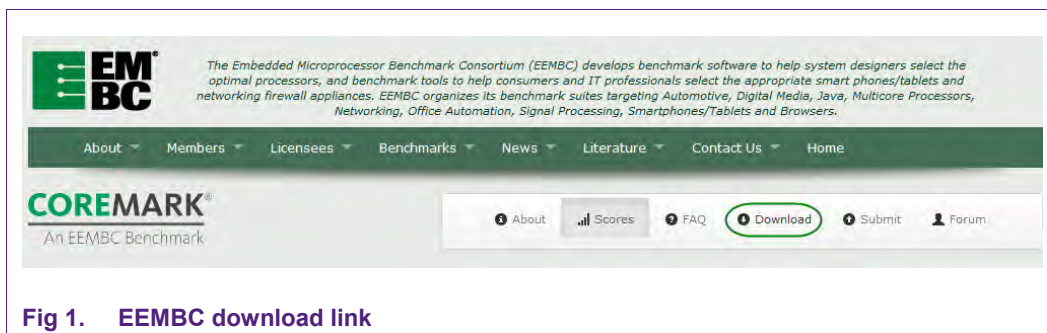 EM
BC
The Embedded Microprocessor Benchmark Consortium (EEMBC) develops benchmark software to help system designers select the
optimal processors, and benchmark tools to help consumers and IT professionals select the appropriate smart phones/tablets and
networking firewall appliances. EEMBC organizes its benchmark suites targeting Automotive, Digital Media, Java, Multicore Processors,
Networking, Office Automation, Signal Processing, Smartphones/Tablets and Browsers.
About Members Licensees Benchmarks News Literature Contact Us Home
COREMARK®
An EEMBC Benchmark
About Scores FAQ Download Submit Forum
Fig 1. EEMBC download link